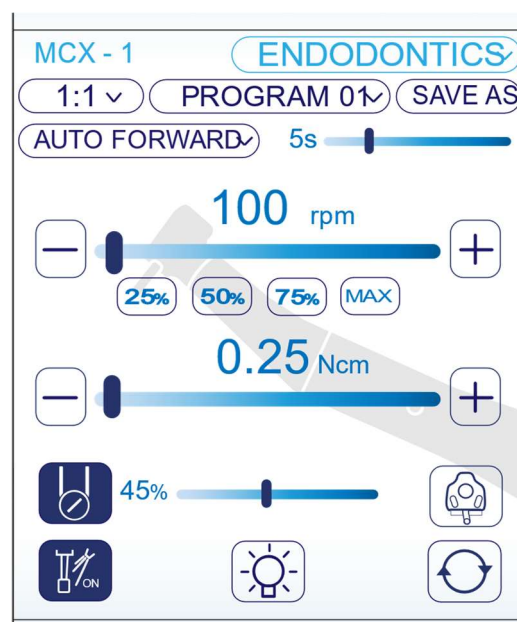 MCX - 1 ENDODONTICS
1:1 PROGRAM 01 SAVE AS
AUTO FORWARD 5s
100 rpm
25% 50% 75% MAX
0.25 Ncm
45%
ON